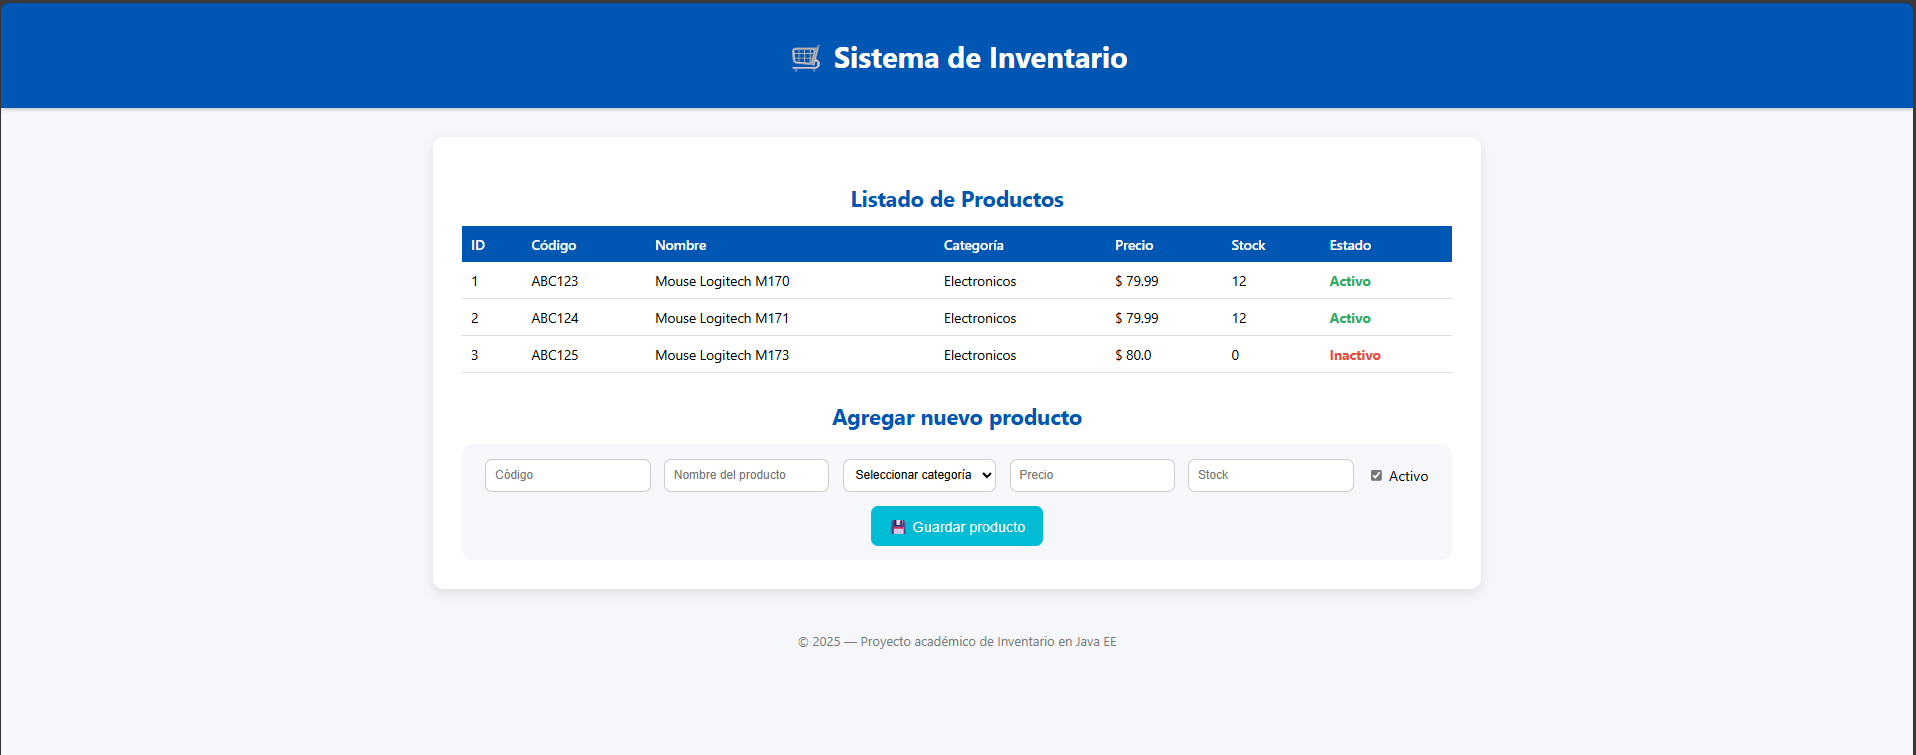 Sistema de Inventario
Listado de Productos
ID Código Nombre Categoría Precio Stock Estado
1 ABC123 Mouse Logitech M170 Electronicos $ 79.99 12 Activo
2 ABC124 Mouse Logitech M171 Electronicos $ 79.99 12 Activo
3 ABC125 Mouse Logitech M173 Electronicos $ 80.0 0 Inactivo
Agregar nuevo producto
Código Nombre del producto Seleccionar categoría Precio Stock Activo
Guardar producto
© 2025 — Proyecto académico de Inventario en Java EE